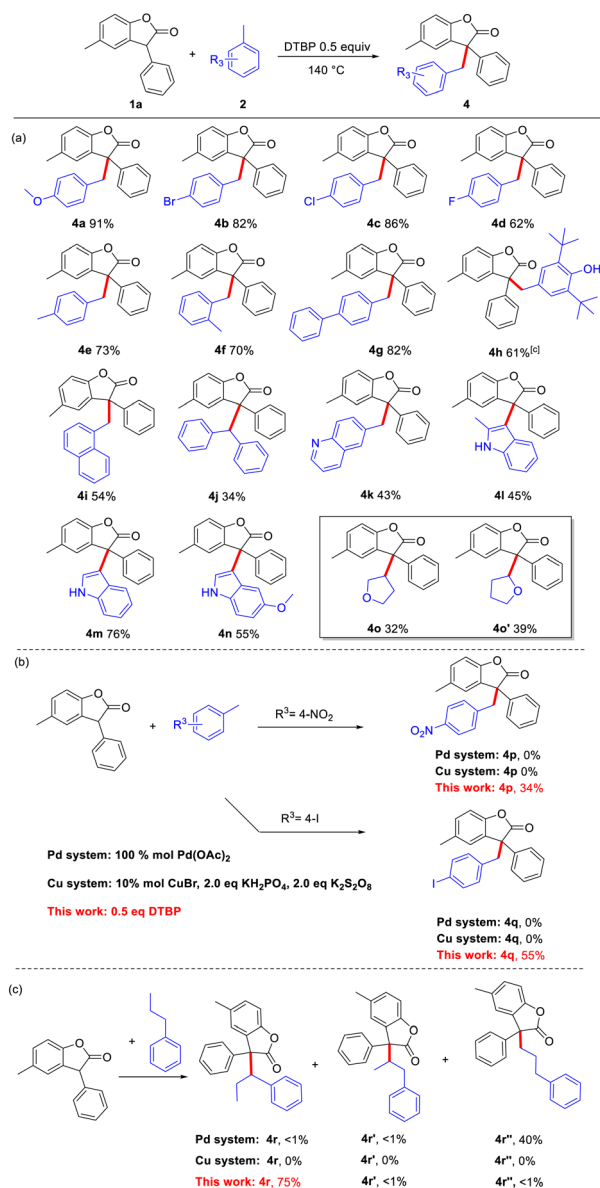 O
O
+
R3
DTBP 0.5 equiv
140 °C
R3
O
O
1a
2
4
(a)
O
O
O
O
O
O
O
O
O
Br
Cl
F
4a 91%
4b 82%
4c 86%
4d 62%
O
O
O
O
O
O
O
O
OH
4e 73%
4f 70%
4g 82%
4h 61%[c]
O
O
O
O
O
O
O
O
N
HN
4i 54%
4j 34%
4k 43%
4l 45%
O
O
O
O
O
O
O
O
HN
HN
O
O
O
4m 76%
4n 55%
4o 32%
4o' 39%
(b)
O
O
+
R3
R3= 4-NO2
O
O
O2N
Pd system: 4p, 0%
Cu system: 4p 0%
This work: 4p, 34%
R3= 4-I
O
O
I
Pd system: 100 % mol Pd(OAc)2
Cu system: 10% mol CuBr, 2.0 eq KH2PO4, 2.0 eq K2S2O8
This work: 0.5 eq DTBP
Pd system: 4q, 0%
Cu system: 4q, 0%
This work: 4q, 55%
(c)
O
O
+
O
O
+
O
O
+
O
O
Pd system: 4r, <1%
4r', <1%
4r", 40%
Cu system: 4r, 0%
4r', 0%
4r", 0%
This work: 4r, 75%
4r', <1%
4r", <1%